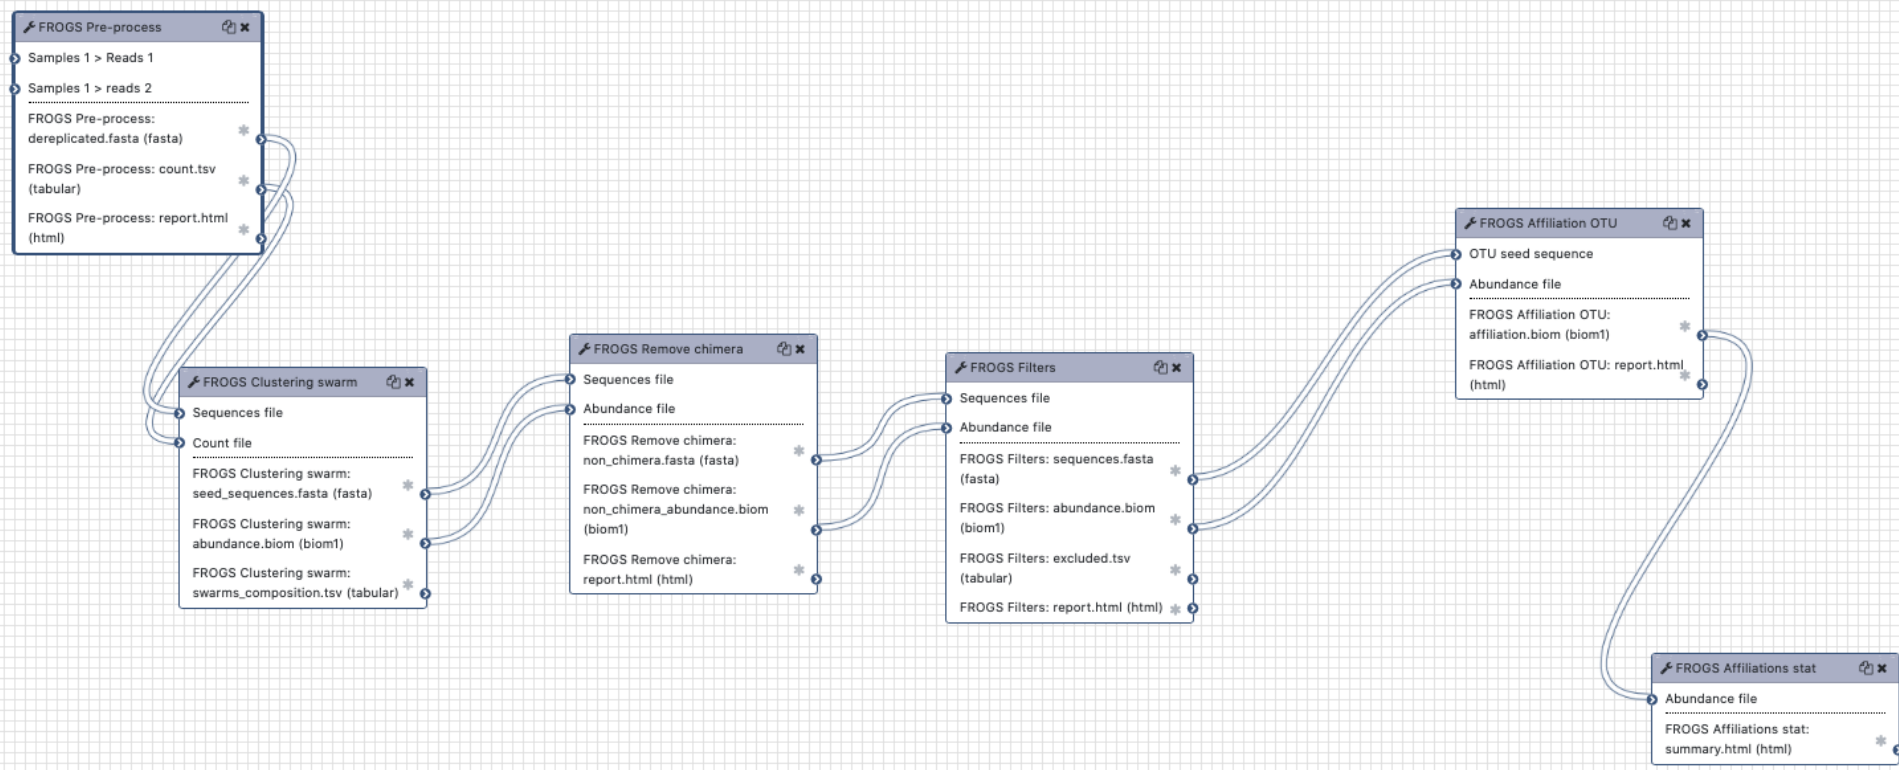 FROGS Pre-process
Samples 1 > Reads 1
Samples 1 > reads 2
FROGS Pre-process:
dereplicated.fasta (fasta)
FROGS Pre-process: count.tsv
(tabular)
FROGS Pre-process: report.html
(html)
FROGS Clustering swarm
Sequences file
Count file
FROGS Clustering swarm:
seed_sequences.fasta (fasta)
FROGS Clustering swarm:
abundance.biom (biom1)
FROGS Clustering swarm:
swarms_composition.tsv (tabular)
FROGS Remove chimera
Sequences file
Abundance file
FROGS Remove chimera:
non_chimera.fasta (fasta)
FROGS Remove chimera:
non_chimera_abundance.biom
(biom1)
FROGS Remove chimera:
report.html (html)
FROGS Filters
Sequences file
Abundance file
FROGS Filters: sequences.fasta
(fasta)
FROGS Filters: abundance.biom
(biom1)
FROGS Filters: excluded.tsv
(tabular)
FROGS Filters: report.html (html)
FROGS Affiliation OTU
OTU seed sequence
Abundance file
FROGS Affiliation OTU:
affiliation.biom (biom1)
FROGS Affiliation OTU: report.html
(html)
FROGS Affiliations stat
Abundance file
FROGS Affiliations stat:
summary.html (html)